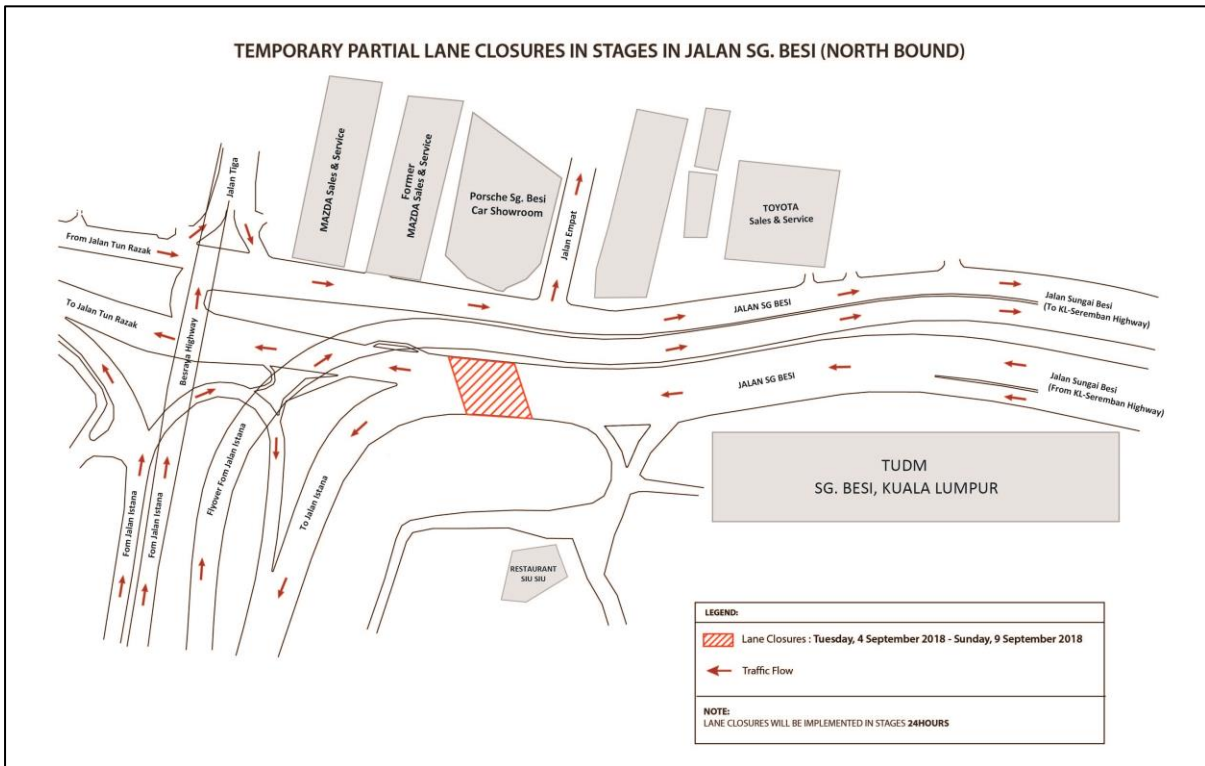 TEMPORARY PARTIAL LANE CLOSURES IN STAGES IN JALAN SG. BESI (NORTH BOUND)
Jalan Tiga
MAZDA Sales & Service
Former
MAZDA Sales & Service
Porsche Sg. Besi
Car Showroom
Jalan Empat
TOYOTA
Sales & Service
From Jalan Tun Razak
To Jalan Tun Razak
Besraya Highway
JALAN SG BESI
Jalan Sungai Besi
(To KL-Seremban Highway)
JALAN SG BESI
Jalan Sungai Besi
(From KL-Seremban Highway)
Fom Jalan Istana
Fom Jalan Istana
Flyover Fom Jalan Istana
To Jalan Istana
TUDM
SG. BESI, KUALA LUMPUR
RESTAURANT
SIU SIU
LEGEND:
Lane Closures : Tuesday, 4 September 2018 - Sunday, 9 September 2018
Traffic Flow
NOTE:
LANE CLOSURES WILL BE IMPLEMENTED IN STAGES 24HOURS